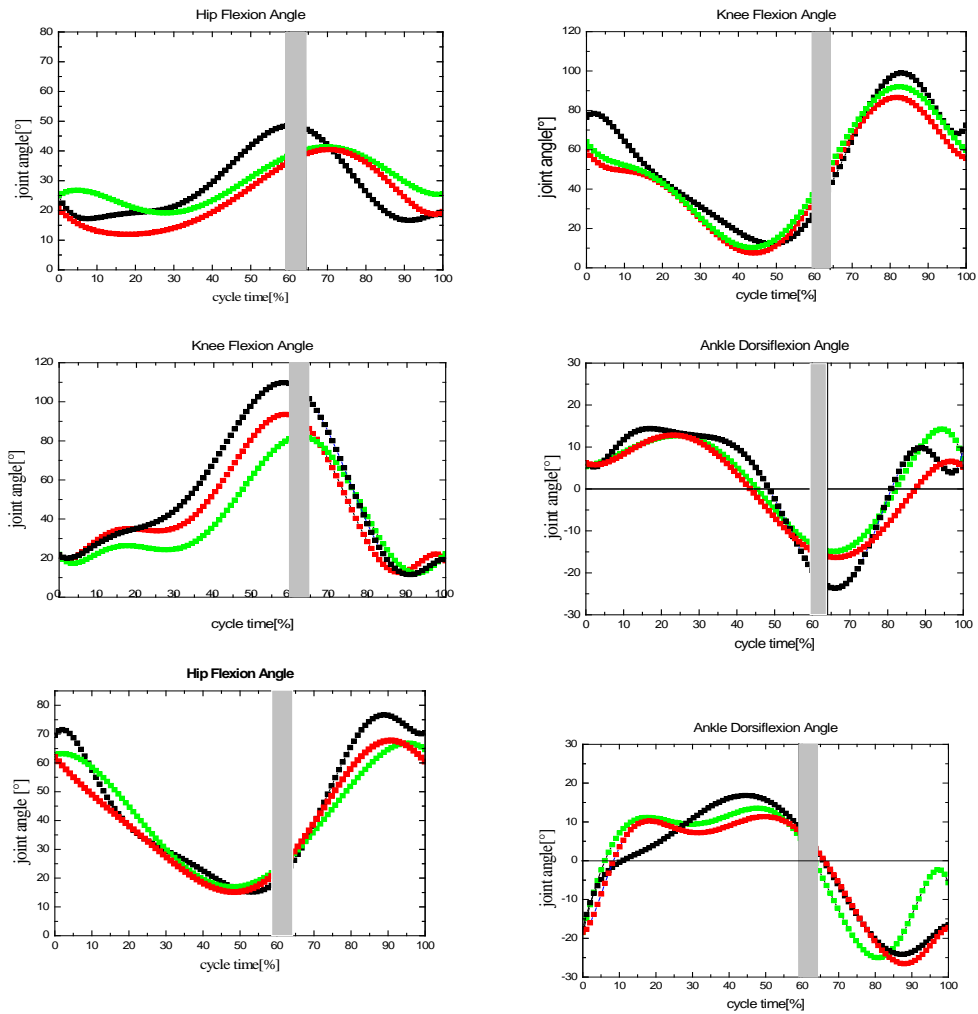 Hip Flexion Angle
joint angle[°]
80
70
60
50
40
30
20
10
0
0 10 20 30 40 50 60 70 80 90 100
cycle time[%]
Knee Flexion Angle
joint angle[°]
120
100
80
60
40
20
0
0 10 20 30 40 50 60 70 80 90 100
cycle time[%]
Knee Flexion Angle
joint angle[°]
120
100
80
60
40
20
0
0 10 20 30 40 50 60 70 80 90 100
cycle time[%]
Ankle Dorsiflexion Angle
joint angle[°]
30
20
10
0
-10
-20
-30
0 10 20 30 40 50 60 70 80 90 100
cycle time[%]
Hip Flexion Angle
joint angle [°]
80
70
60
50
40
30
20
10
0
0 10 20 30 40 50 60 70 80 90 100
cycle time[%]
Ankle Dorsiflexion Angle
joint angle[°]
30
20
10
0
-10
-20
-30
0 10 20 30 40 50 60 70 80 90 100
cycle time[%]